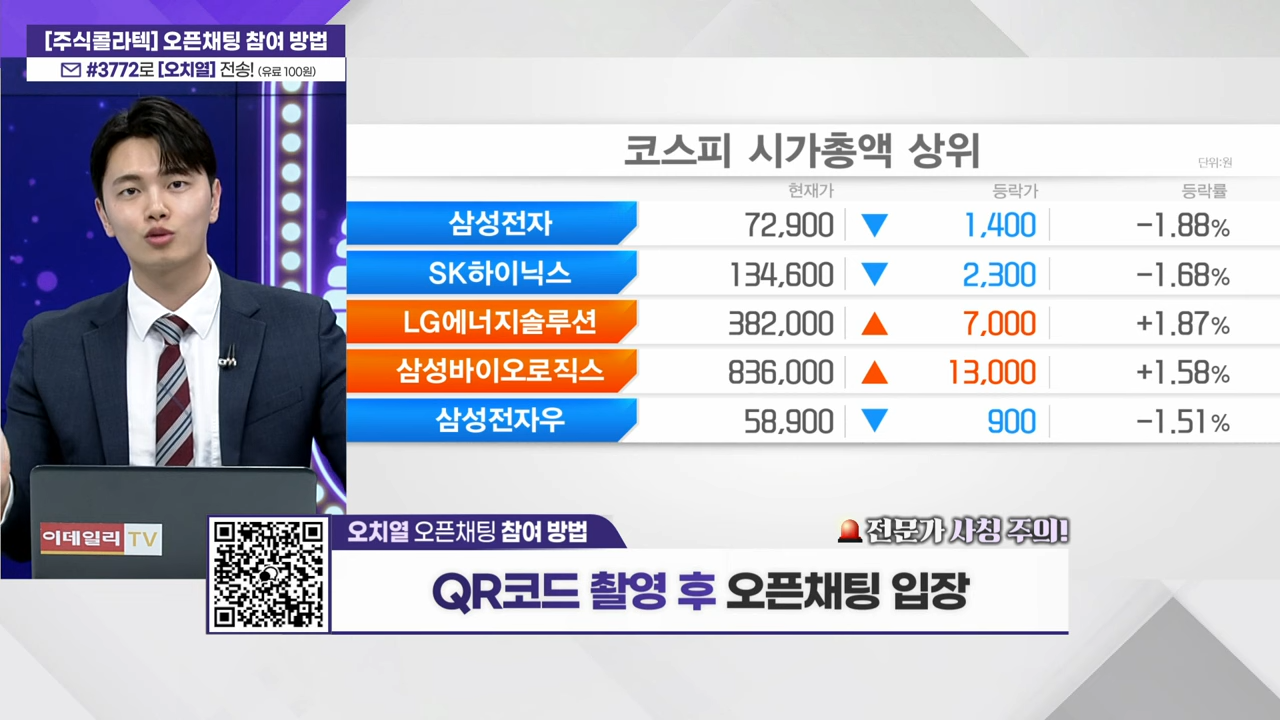 [주식콜라텍] 오픈채팅 참여 방법
#3772로 [오치열] 전송! (유료 100원)
코스피 시가총액 상위
단위:원
현재가 등락가 등락률
삼성전자 72,900 ▼ 1,400 -1.88%
SK하이닉스 134,600 ▼ 2,300 -1.68%
LG에너지솔루션 382,000 ▲ 7,000 +1.87%
삼성바이오로직스 836,000 ▲ 13,000 +1.58%
삼성전자우 58,900 ▼ 900 -1.51%
이데일리TV
오치열 오픈채팅 참여 방법
전문가 사칭 주의!
QR코드 촬영 후 오픈채팅 입장